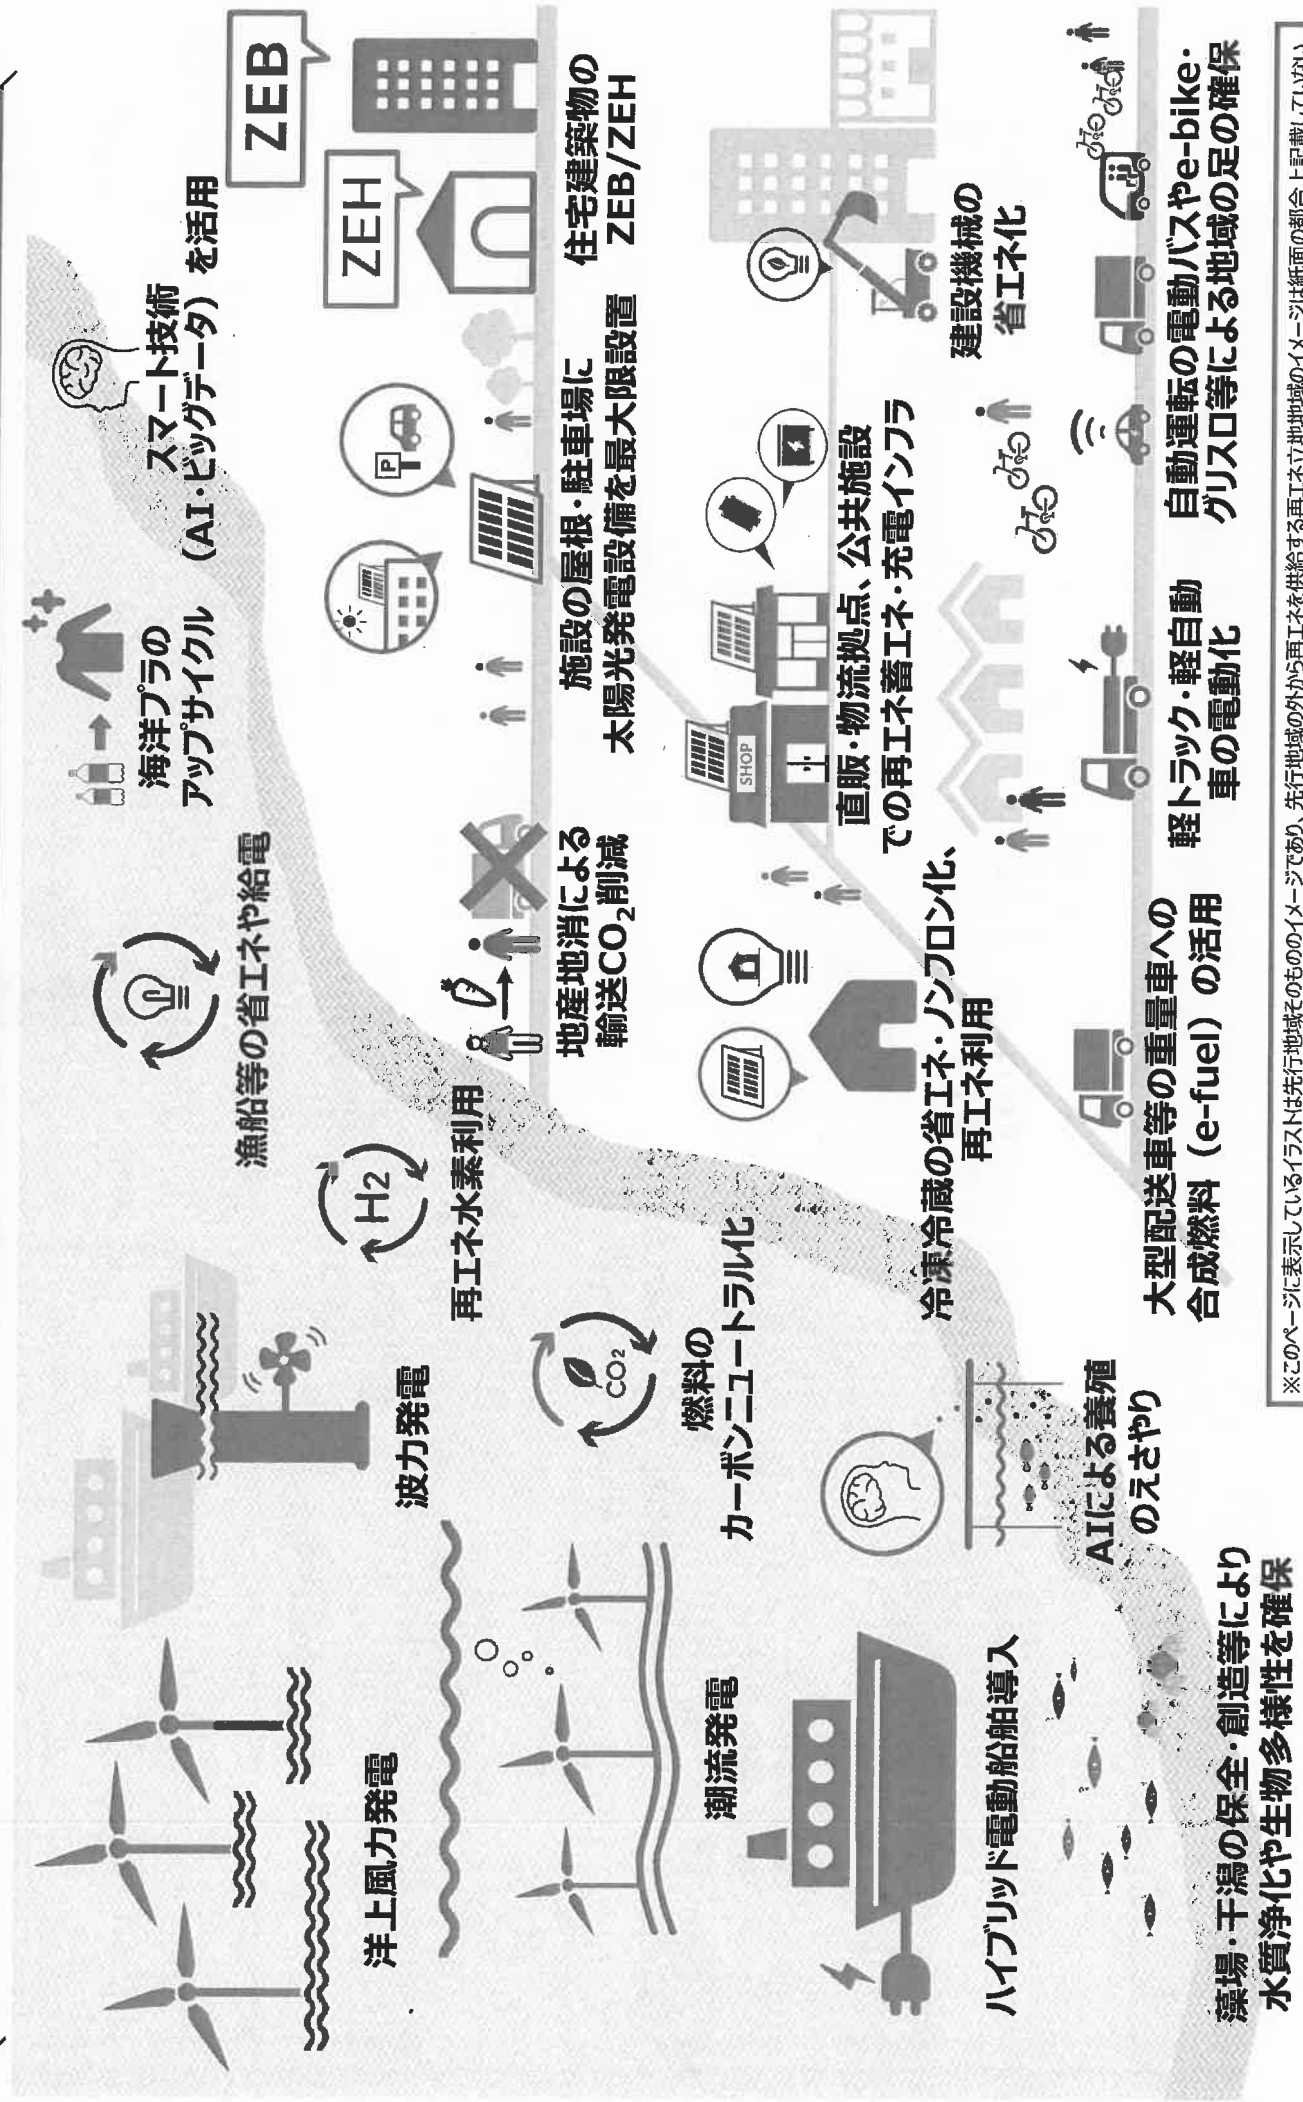 洋上風力発電
波力発電
漁船等の省エネや給電
海洋プラの
アップサイクル
スマート技術
（AI・ビッグデータ）を活用
潮流発電
CO2
燃料の
カーボンニュートラル化
H2
再エネ水素利用
地産地消による
輸送CO2削減
施設の屋根・駐車場に
太陽光発電設備を最大限設置
P
ZEH
ZEB
住宅建築物の
ZEB/ZEH
ハイブリッド電動船舶導入
AIによる養殖
のえさやり
冷凍冷蔵の省エネ・ノンフロン化、
再エネ利用
SHOP
直販・物流拠点、公共施設
での再エネ蓄エネ・充電インフラ
建設機械の
省エネ化
藻場・干潟の保全・創造等により
水質浄化や生物多様性を確保
大型配送車等の重量車への
合成燃料（e-fuel）の活用
軽トラック・軽自動
車の電動化
自動運転の電動バスやe-bike・
グリスロ等による地域の足の確保
※このページに表示しているイラストは先行地域そのもののイメージであり、先行地域の外から再エネを供給する再エネ立地地域のイメージは紙面の都合上記載していない